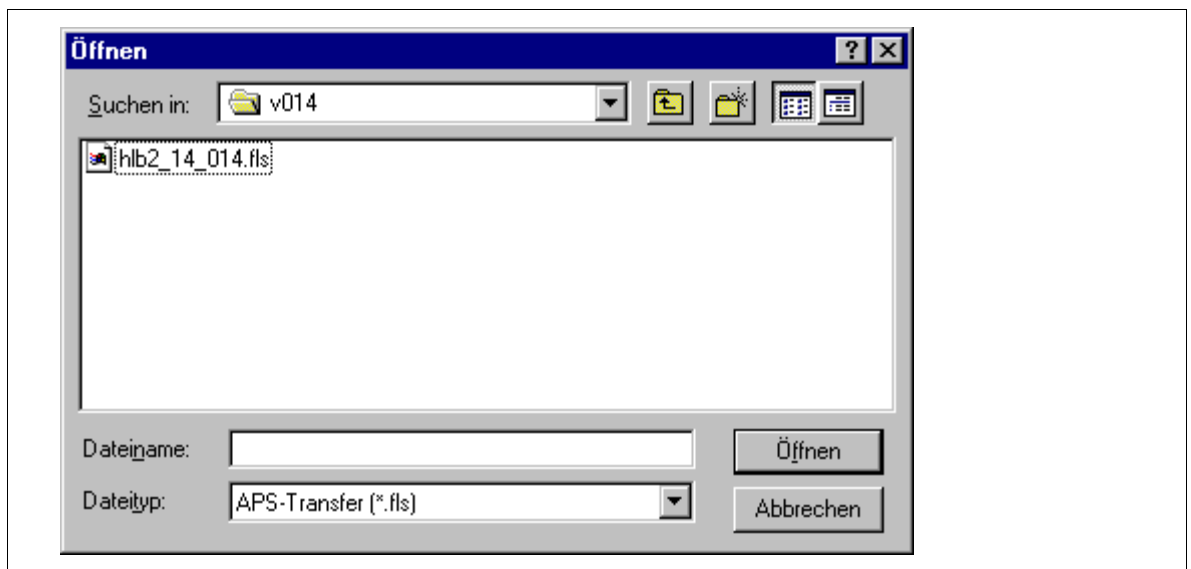 Öffnen
Suchen in: v014
hlb2_14_014.fls
Dateiname: Öffnen
Dateityp: APS-Transfer (*.fls) Abbrechen